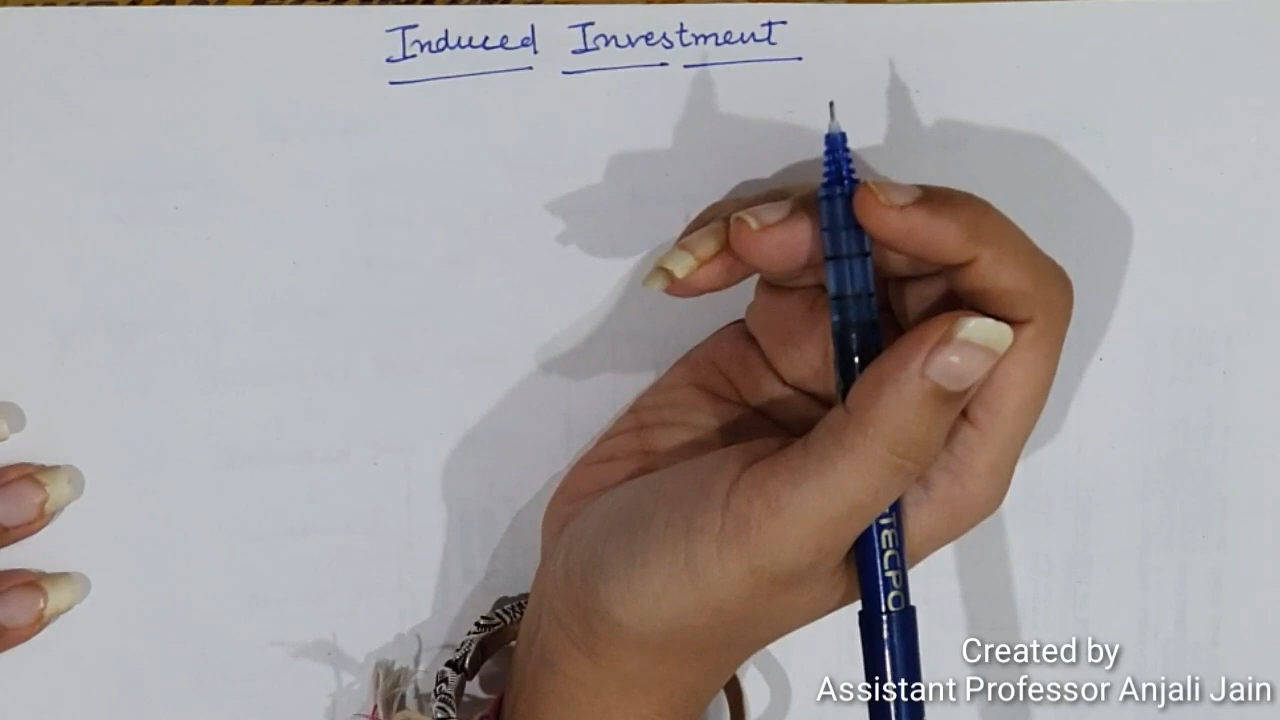 Induced Investment
TECPO
Created by
Assistant Professor Anjali Jain